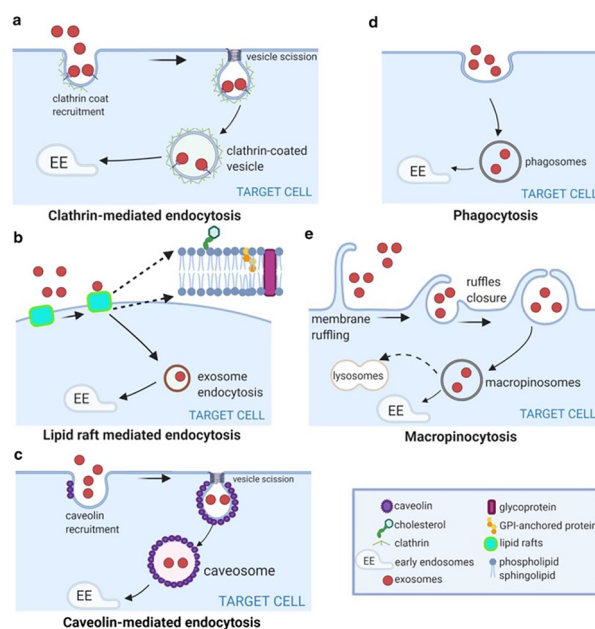 a
vesicle scission
clathrin coat
recruitment
clathrin-coated
vesicle
EE
TARGET CELL
Clathrin-mediated endocytosis
b
exosome
endocytosis
EE
TARGET CELL
Lipid raft mediated endocytosis
c
vesicle scission
caveolin
recruitment
caveosome
EE
TARGET CELL
Caveolin-mediated endocytosis
d
phagosomes
EE
TARGET CELL
Phagocytosis
e
ruffles
closure
membrane
ruffling
lysosomes
macropinosomes
EE
TARGET CELL
Macropinocytosis
caveolin
cholesterol
clathrin
EE
early endosomes
exosomes
glycoprotein
GPI-anchored protein
lipid rafts
phospholipid
sphingolipid